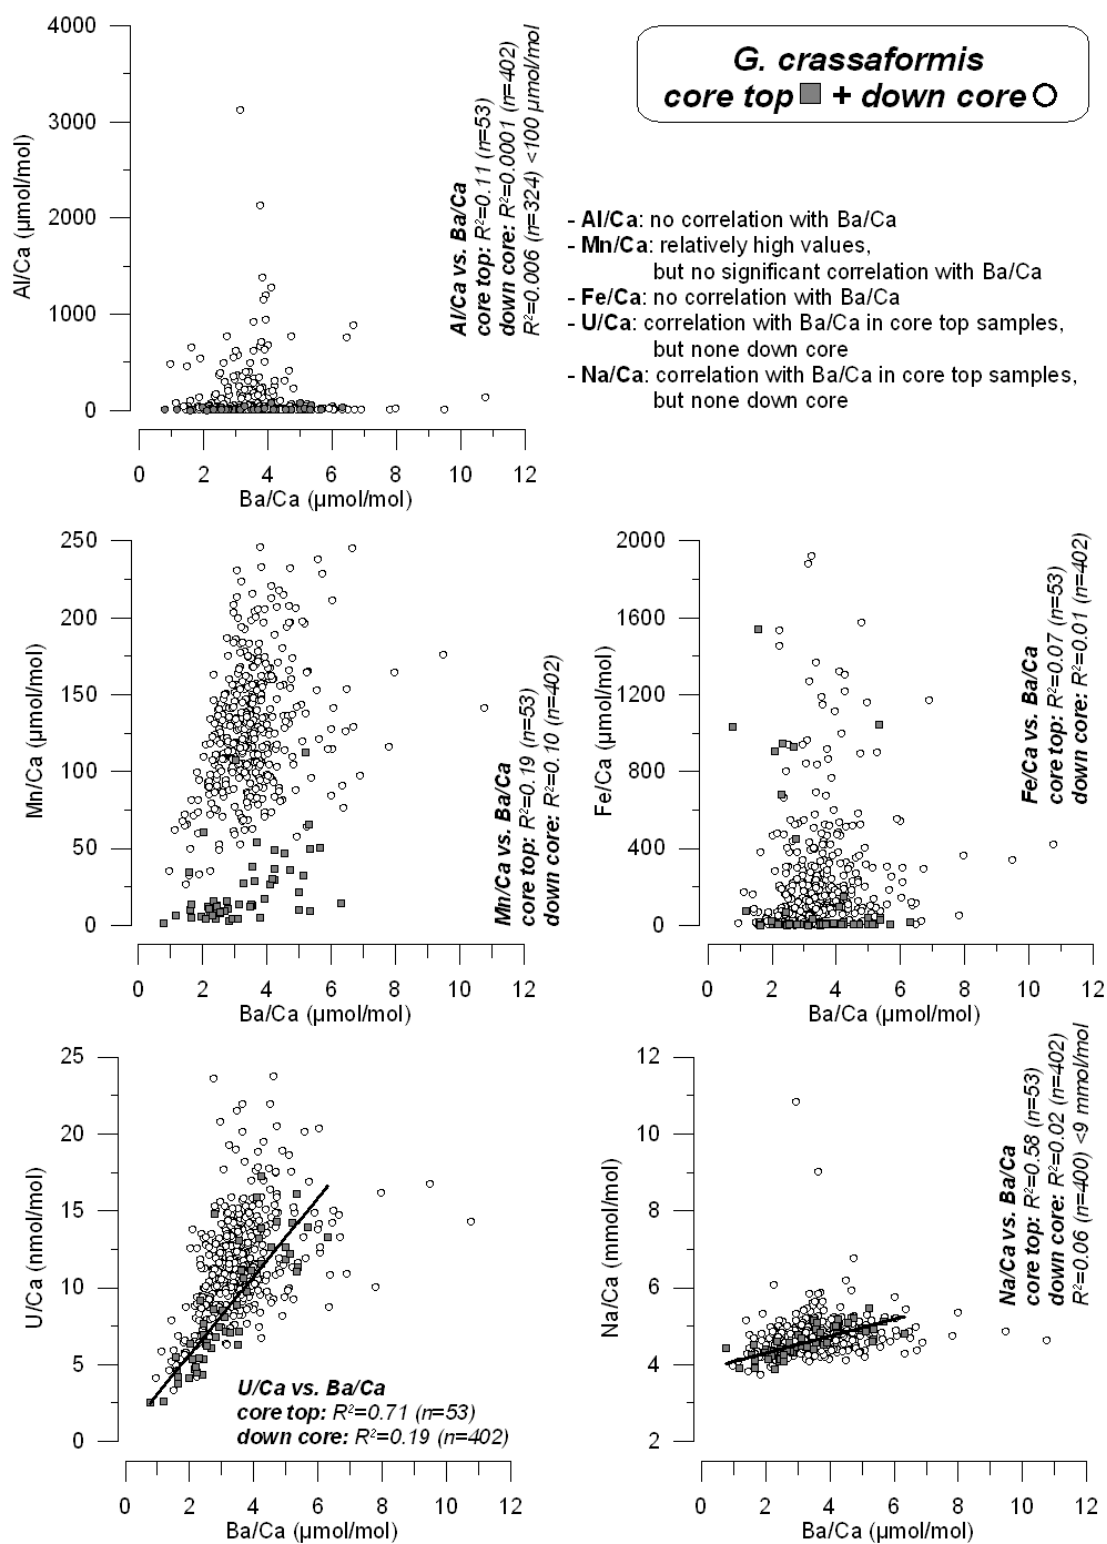 G. crassaformis
core top + down core
4000
3000
2000
1000
0
Al/Ca (µmol/mol)
0 2 4 6 8 10 12
Ba/Ca (µmol/mol)
Al/Ca vs. Ba/Ca
core top: R²=0.11 (n=53)
down core: R²=0.0001 (n=402)
R²=0.006 (n=324) <100 µmol/mol
- Al/Ca: no correlation with Ba/Ca
- Mn/Ca: relatively high values,
but no significant correlation with Ba/Ca
- Fe/Ca: no correlation with Ba/Ca
- U/Ca: correlation with Ba/Ca in core top samples,
but none down core
- Na/Ca: correlation with Ba/Ca in core top samples,
but none down core
250
200
150
100
50
0
Mn/Ca (µmol/mol)
0 2 4 6 8 10 12
Ba/Ca (µmol/mol)
Mn/Ca vs. Ba/Ca
core top: R²=0.19 (n=53)
down core: R²=0.10 (n=402)
2000
1600
1200
800
400
0
Fe/Ca (µmol/mol)
0 2 4 6 8 10 12
Ba/Ca (µmol/mol)
Fe/Ca vs. Ba/Ca
core top: R²=0.07 (n=53)
down core: R²=0.01 (n=402)
25
20
15
10
5
0
U/Ca (nmol/mol)
U/Ca vs. Ba/Ca
core top: R²=0.71 (n=53)
down core: R²=0.19 (n=402)
0 2 4 6 8 10 12
Ba/Ca (µmol/mol)
12
10
8
6
4
2
Na/Ca (mmol/mol)
0 2 4 6 8 10 12
Ba/Ca (µmol/mol)
Na/Ca vs. Ba/Ca
core top: R²=0.58 (n=53)
down core: R²=0.02 (n=402)
R²=0.06 (n=400) <9 mmol/mol